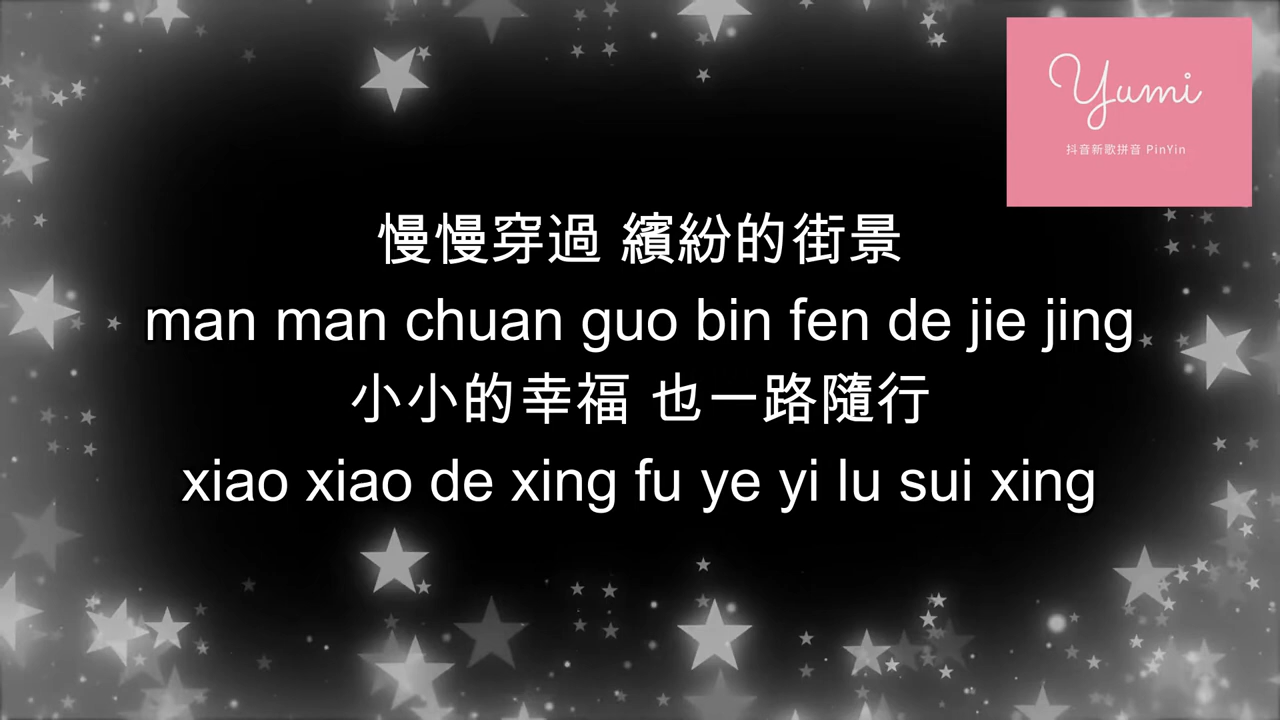 Yumi
抖音新歌拼音 PinYin
慢慢穿過 繽紛的街景
man man chuan guo bin fen de jie jing
小小的幸福 也一路隨行
xiao xiao de xing fu ye yi lu sui xing